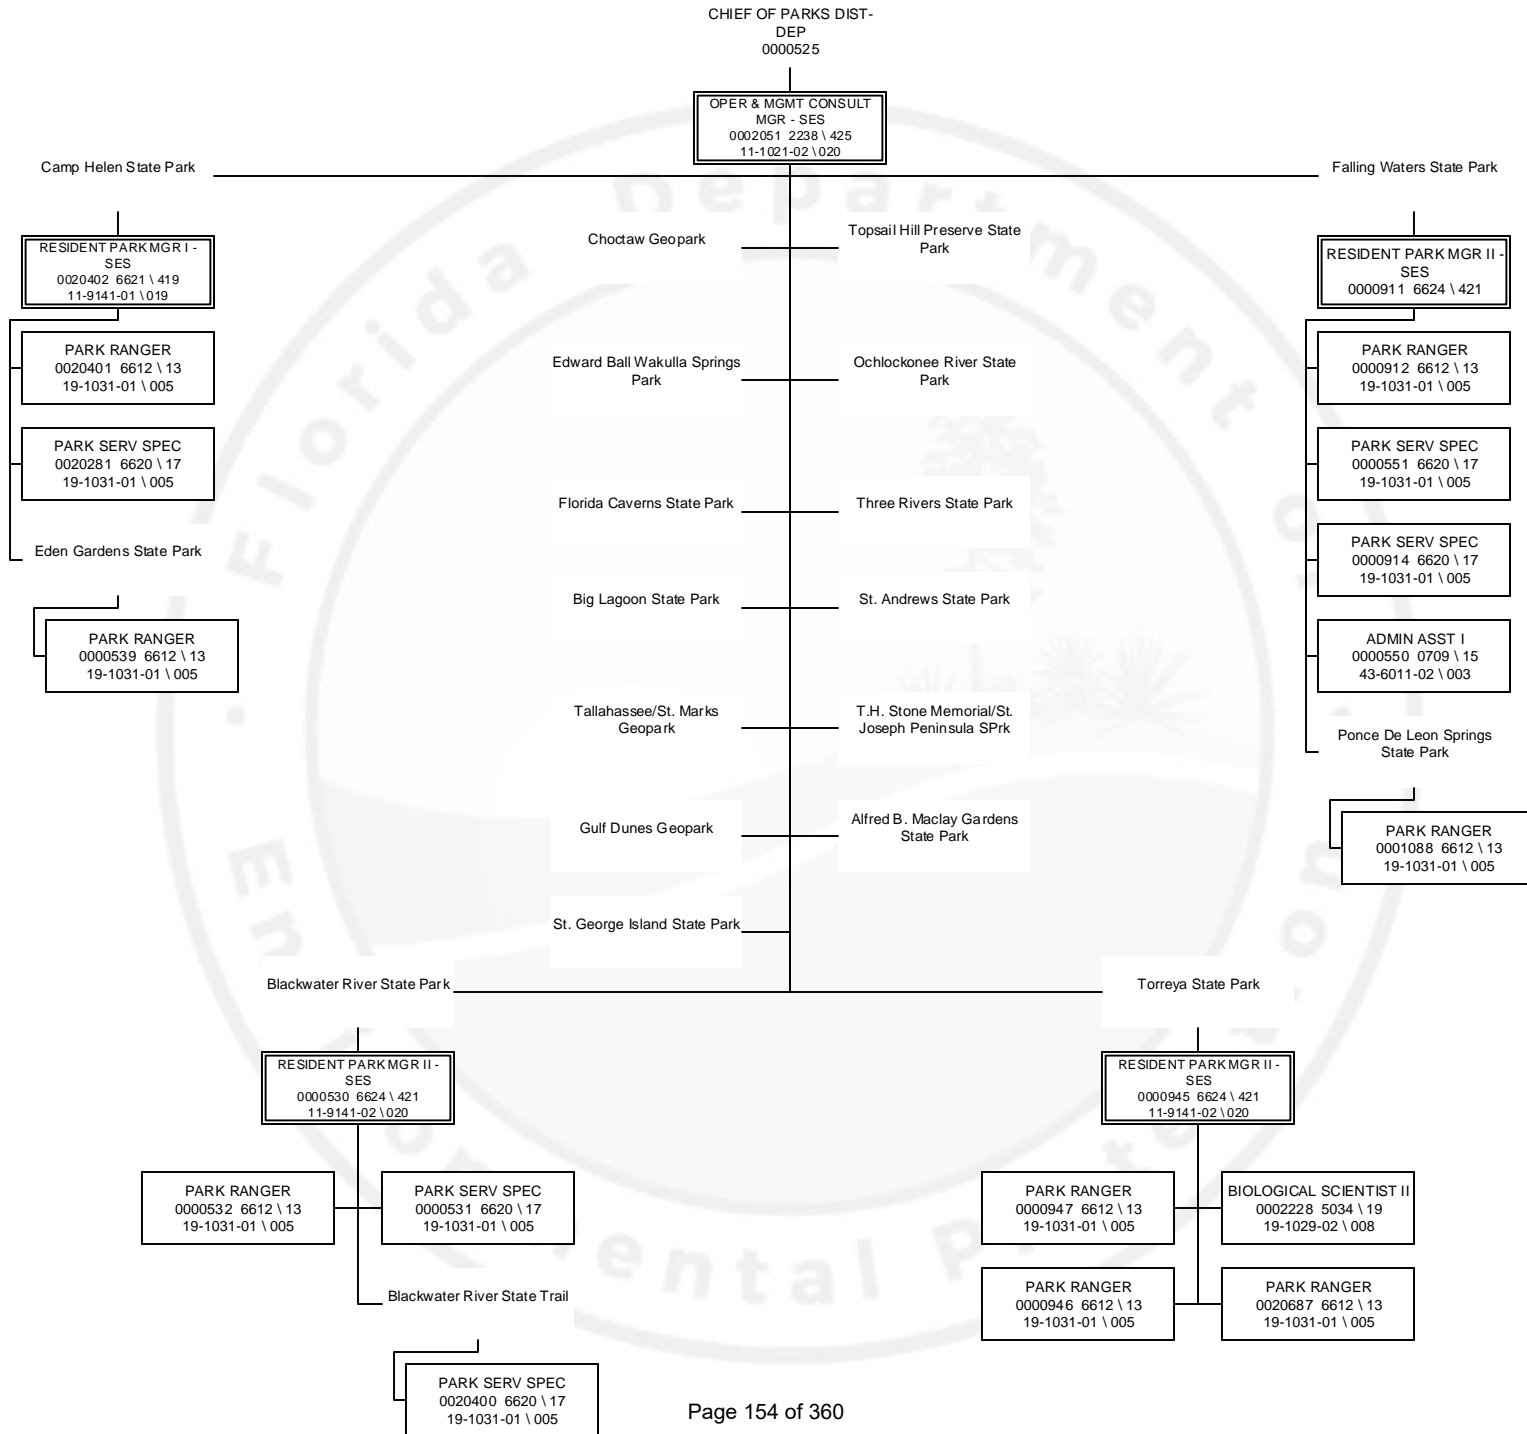 CHIEF OF PARKS DIST-
DEP
0000525
OPER & MGMT CONSULT
MGR - SES
0002051 2238 \ 425
11-1021-02 \ 020
Camp Helen State Park
Falling Waters State Park
RESIDENT PARK MGR I -
SES
0020402 6621 \ 419
11-9141-01 \ 019
PARK RANGER
0020401 6612 \ 13
19-1031-01 \ 005
PARK SERV SPEC
0020281 6620 \ 17
19-1031-01 \ 005
Eden Gardens State Park
PARK RANGER
0000539 6612 \ 13
19-1031-01 \ 005
Choctaw Geopark
Topsail Hill Preserve State
Park
Edward Ball Wakulla Springs
Park
Ochlockonee River State
Park
Florida Caverns State Park
Three Rivers State Park
Big Lagoon State Park
St. Andrews State Park
Tallahassee/St. Marks
Geopark
T.H. Stone Memorial/St.
Joseph Peninsula SPrk
Gulf Dunes Geopark
Alfred B. Maclay Gardens
State Park
St. George Island State Park
RESIDENT PARK MGR II -
SES
0000911 6624 \ 421
PARK RANGER
0000912 6612 \ 13
19-1031-01 \ 005
PARK SERV SPEC
0000551 6620 \ 17
19-1031-01 \ 005
PARK SERV SPEC
0000914 6620 \ 17
19-1031-01 \ 005
ADMIN ASST I
0000550 0709 \ 15
43-6011-02 \ 003
Ponce De Leon Springs
State Park
PARK RANGER
0001088 6612 \ 13
19-1031-01 \ 005
Blackwater River State Park
RESIDENT PARK MGR II -
SES
0000530 6624 \ 421
11-9141-02 \ 020
PARK RANGER
0000532 6612 \ 13
19-1031-01 \ 005
PARK SERV SPEC
0000531 6620 \ 17
19-1031-01 \ 005
Blackwater River State Trail
PARK SERV SPEC
0020400 6620 \ 17
19-1031-01 \ 005
Torreya State Park
RESIDENT PARK MGR II -
SES
0000945 6624 \ 421
11-9141-02 \ 020
PARK RANGER
0000947 6612 \ 13
19-1031-01 \ 005
BIOLOGICAL SCIENTIST II
0002228 5034 \ 19
19-1029-02 \ 008
PARK RANGER
0000946 6612 \ 13
19-1031-01 \ 005
PARK RANGER
0020687 6612 \ 13
19-1031-01 \ 005
Page 154 of 360